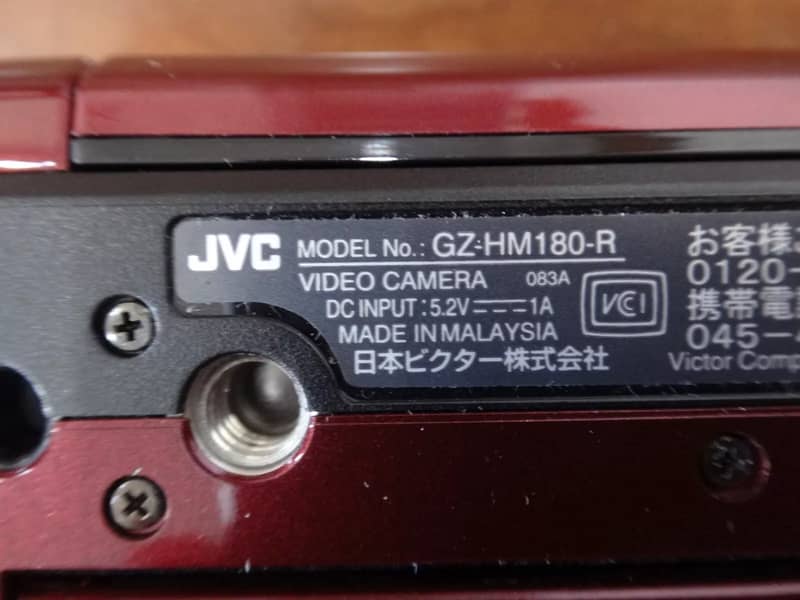 JVC MODEL No.: GZ-HM180-R
VIDEO CAMERA 083A
DC INPUT : 5.2V ⎓ 1A
VCI
MADE IN MALAYSIA
日本ビクター株式会社
お客様
0120-
携帯電
045-
Victor